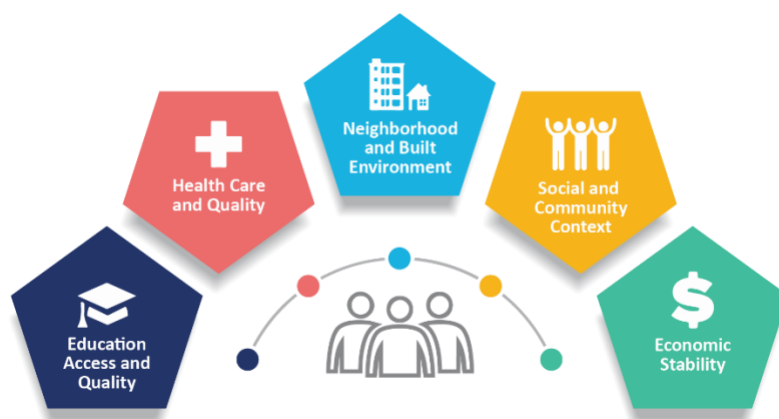 Education
Access and
Quality
Health Care
and Quality
Neighborhood
and Built
Environment
Social and
Community
Context
$
Economic
Stability